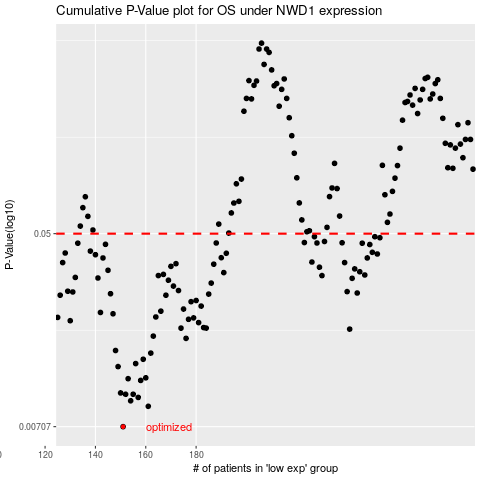 Cumulative P-Value plot for OS under NWD1 expression
P-Value(log10)
0.05
0.00707
optimized
0 120 140 160 180
# of patients in 'low exp' group